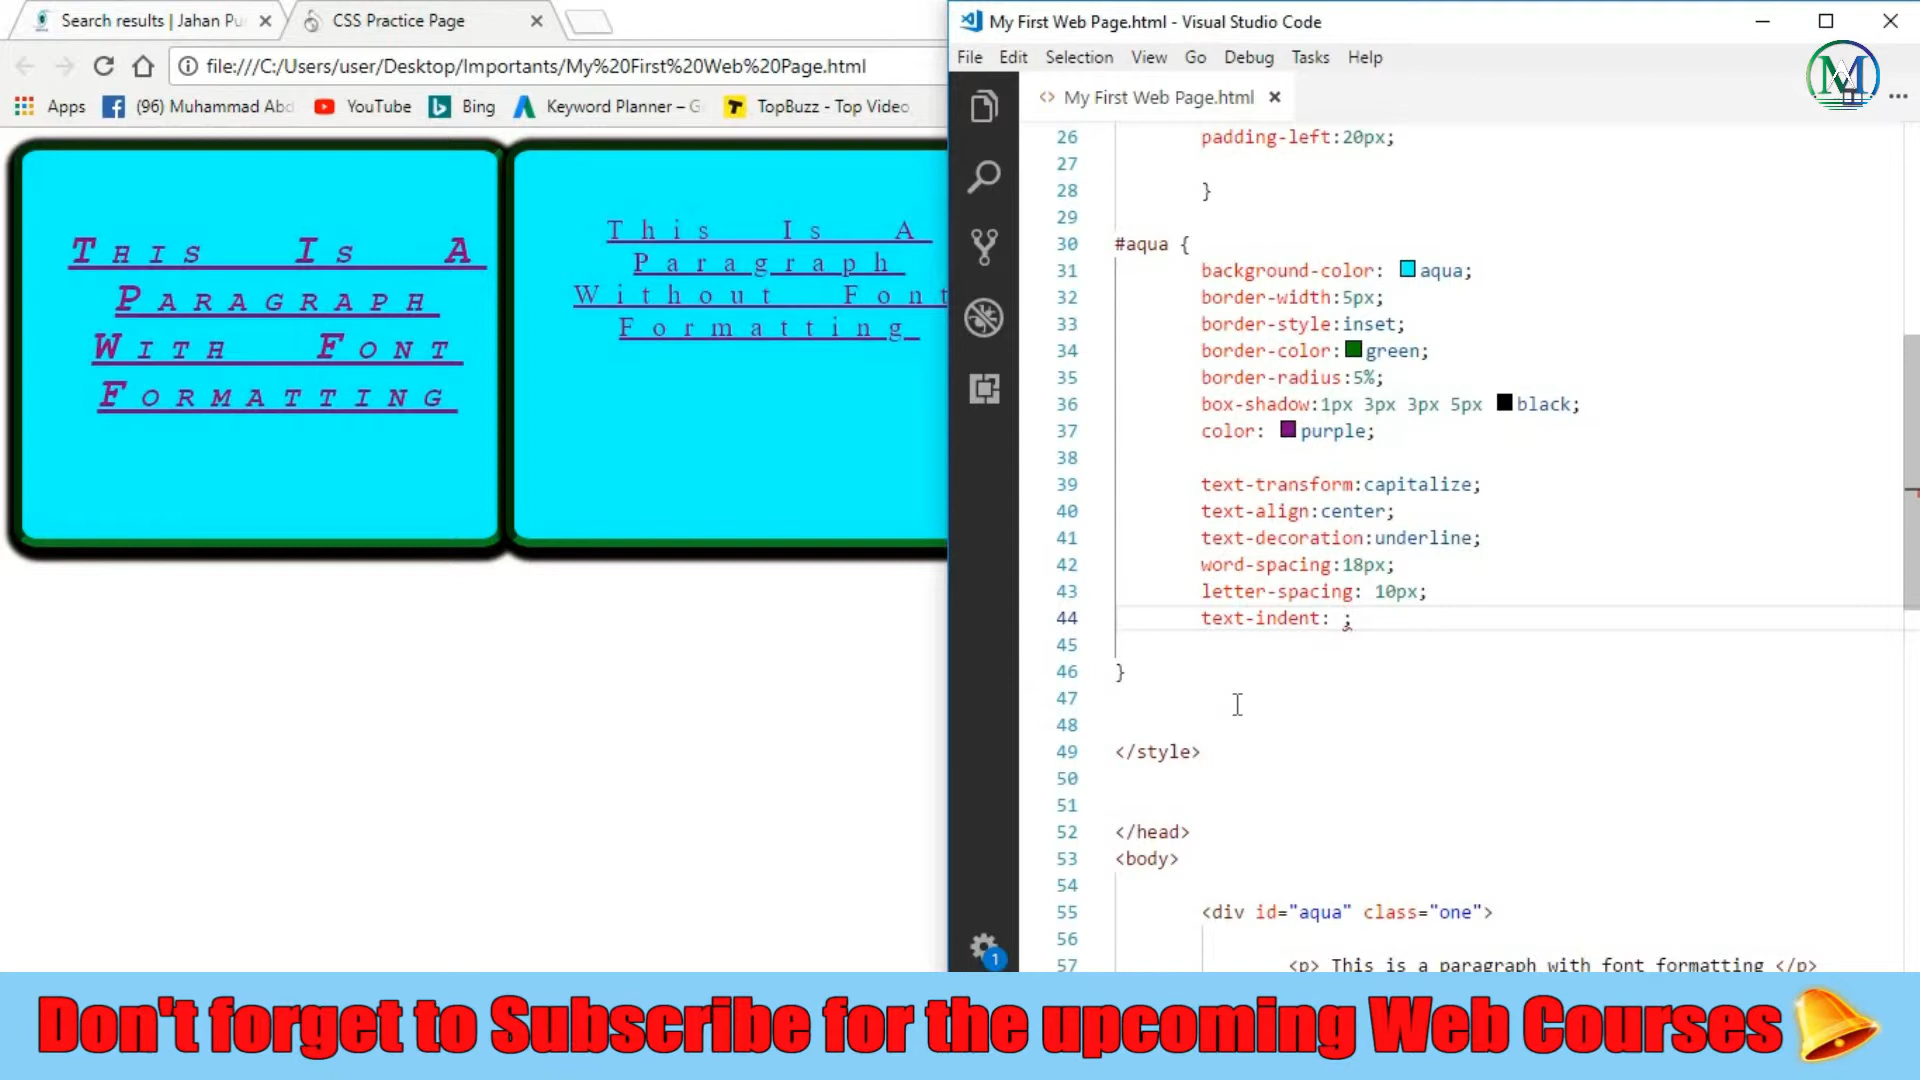 Search results | Jahan Pu
CSS Practice Page
file:///C:/Users/user/Desktop/Importants/My%20First%20Web%20Page.html
Apps
(96) Muhammad Abd
YouTube
Bing
Keyword Planner – G
TopBuzz - Top Video
This Is A
Paragraph
With Font
Formatting
This Is A
Paragraph
Without Font
Formatting
My First Web Page.html - Visual Studio Code
File Edit Selection View Go Debug Tasks Help
<> My First Web Page.html
26 padding-left:20px;
27
28 }
29
30 #aqua {
31 background-color: aqua;
32 border-width:5px;
33 border-style:inset;
34 border-color:green;
35 border-radius:5%;
36 box-shadow:1px 3px 3px 5px black;
37 color: purple;
38
39 text-transform:capitalize;
40 text-align:center;
41 text-decoration:underline;
42 word-spacing:18px;
43 letter-spacing: 10px;
44 text-indent: ;
45
46 }
47
48
49 </style>
50
51
52 </head>
53 <body>
54
55 <div id="aqua" class="one">
56
57 <p> This is a paragraph with font formatting </p>
1
Don't forget to Subscribe for the upcoming Web Courses